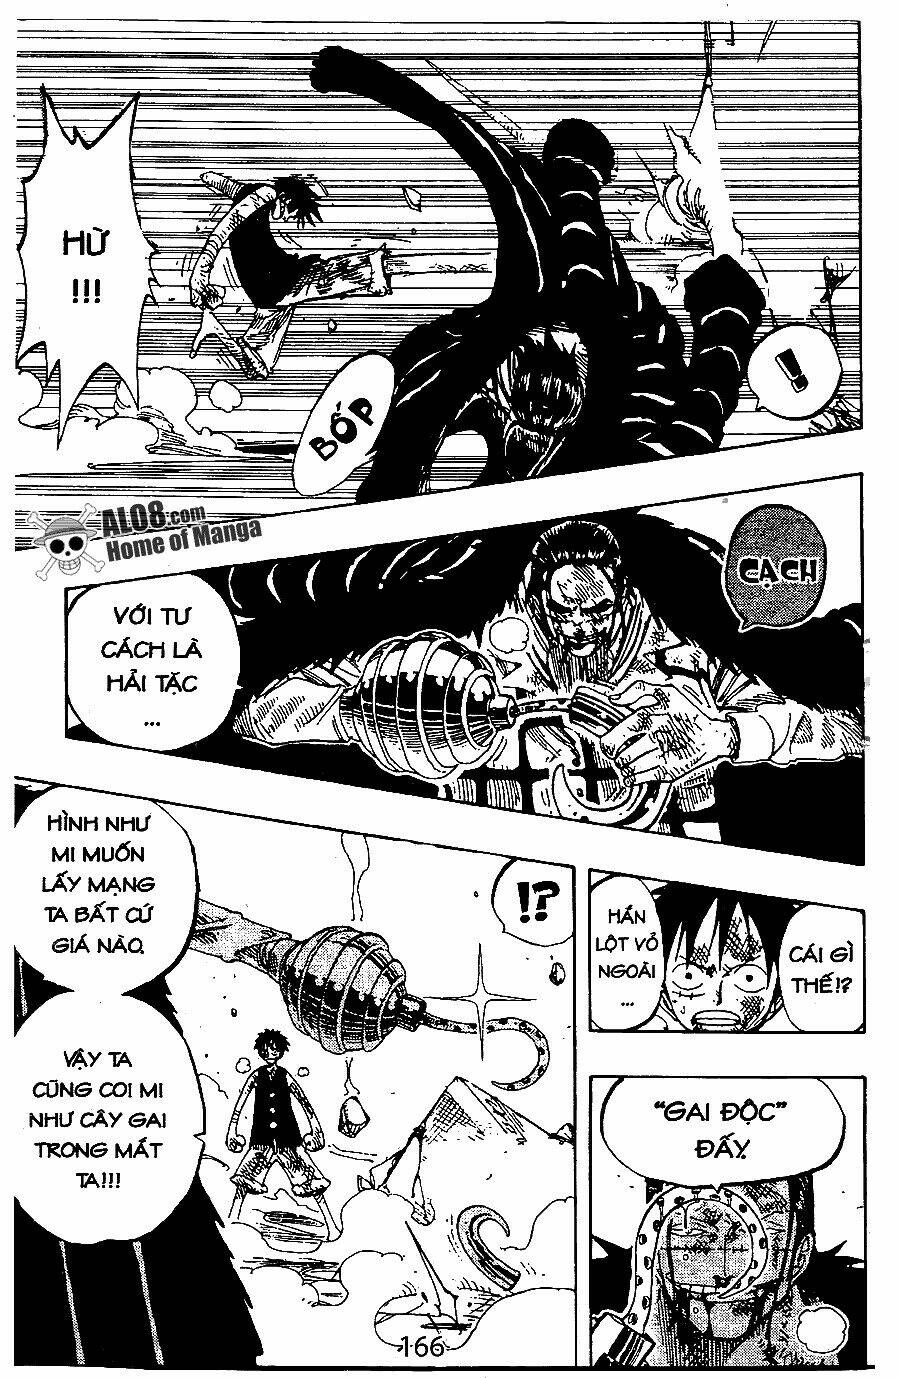 HỪ
!!!
BỐP
!
AL08.com
Home of Manga
CẠCH
VỚI TƯ
CÁCH LÀ
HẢI TẶC
...
HÌNH NHƯ
MI MUỐN
LẤY MẠNG
TA BẤT CỨ
GIÁ NÀO.
!?
HẮN
LỘT VỎ
NGOÀI
...
CÁI GÌ
THẾ!?
VẬY TA
CŨNG COI MI
NHƯ CÂY GAI
TRONG MẮT
TA!!!
"GAI ĐỘC"
ĐẤY.
166